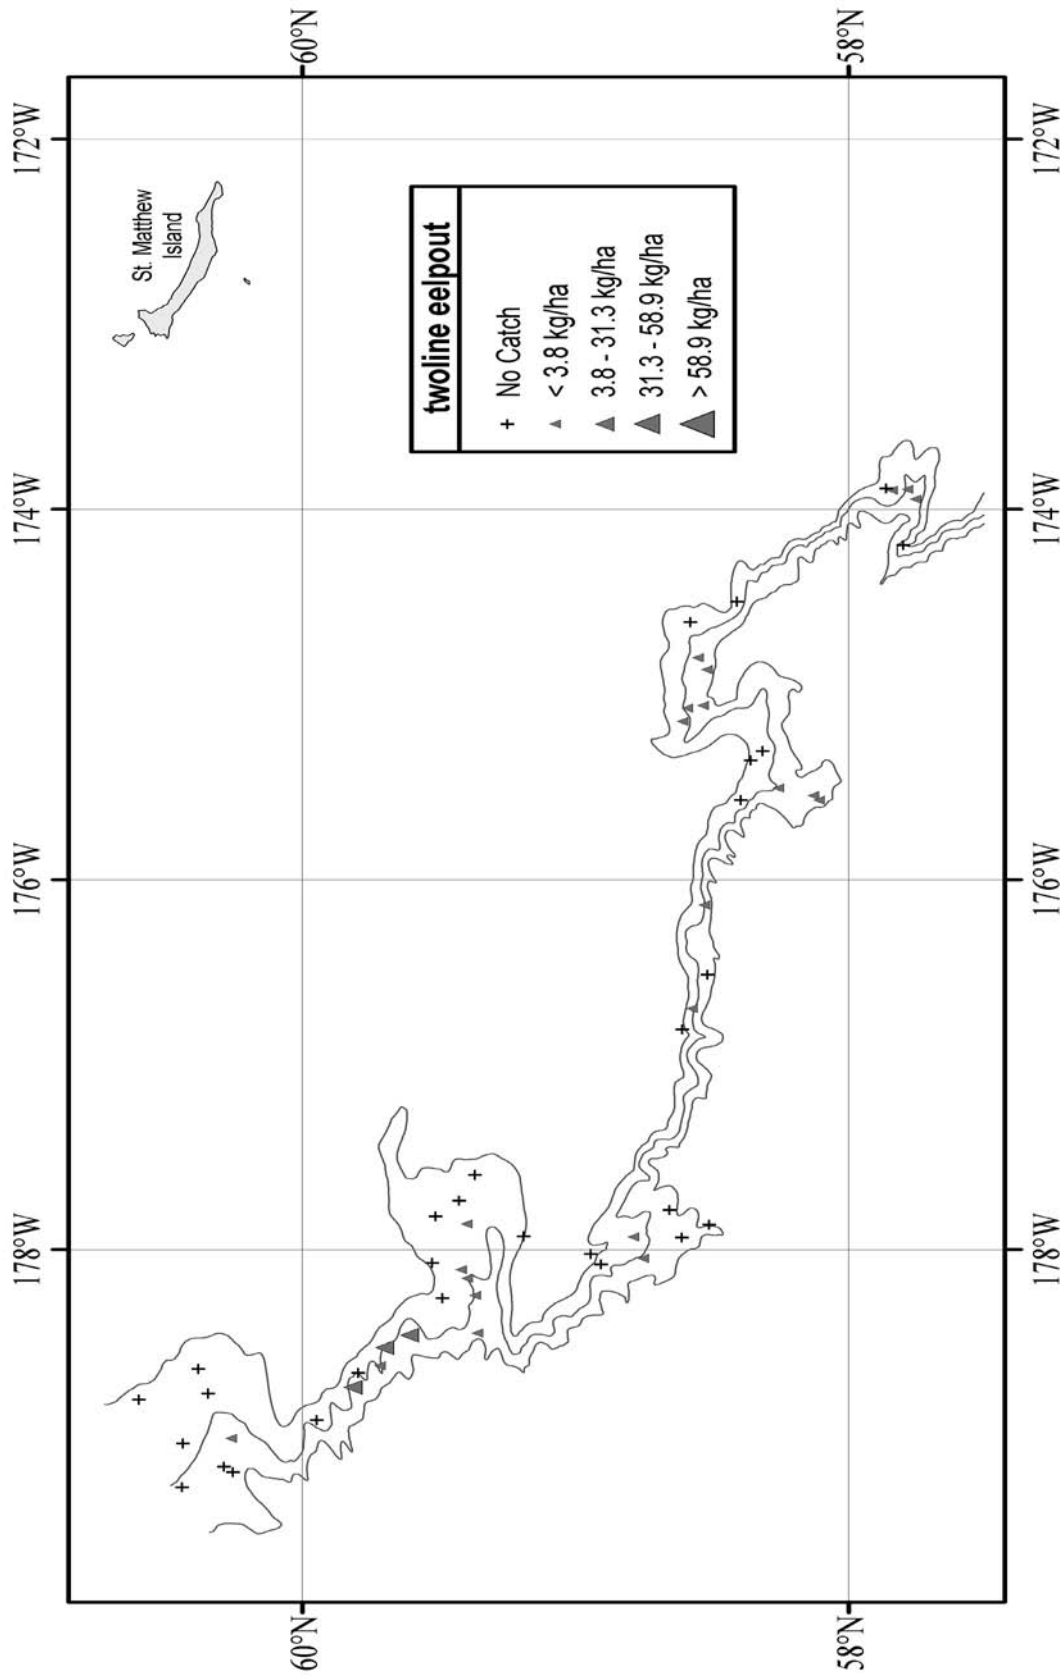 172°W
174°W
176°W
178°W
60°N
58°N
60°N
58°N
172°W
174°W
176°W
178°W
St. Matthew
Island
twoline eelpout
No Catch
< 3.8 kg/ha
3.8 - 31.3 kg/ha
31.3 - 58.9 kg/ha
> 58.9 kg/ha